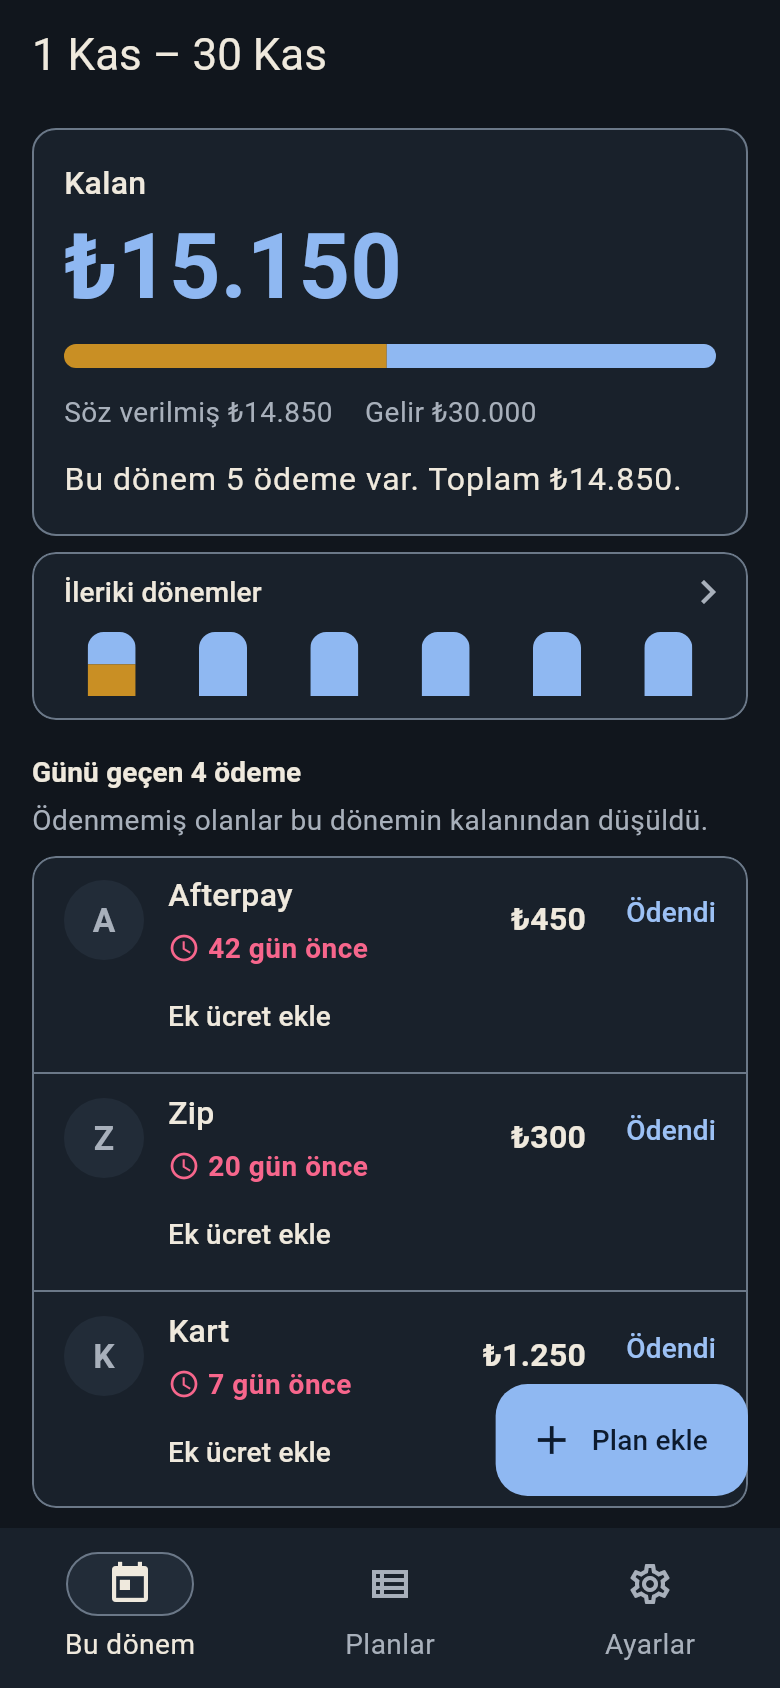 1 Kas – 30 Kas
Kalan
₺15.150
Söz verilmiş ₺14.850 Gelir ₺30.000
Bu dönem 5 ödeme var. Toplam ₺14.850.
İleriki dönemler
Günü geçen 4 ödeme
Ödenmemiş olanlar bu dönemin kalanından düşüldü.
A
Afterpay
42 gün önce
₺450
Ödendi
Ek ücret ekle
Z
Zip
20 gün önce
₺300
Ödendi
Ek ücret ekle
K
Kart
7 gün önce
₺1.250
Ödendi
Ek ücret ekle
Plan ekle
Bu dönem
Planlar
Ayarlar